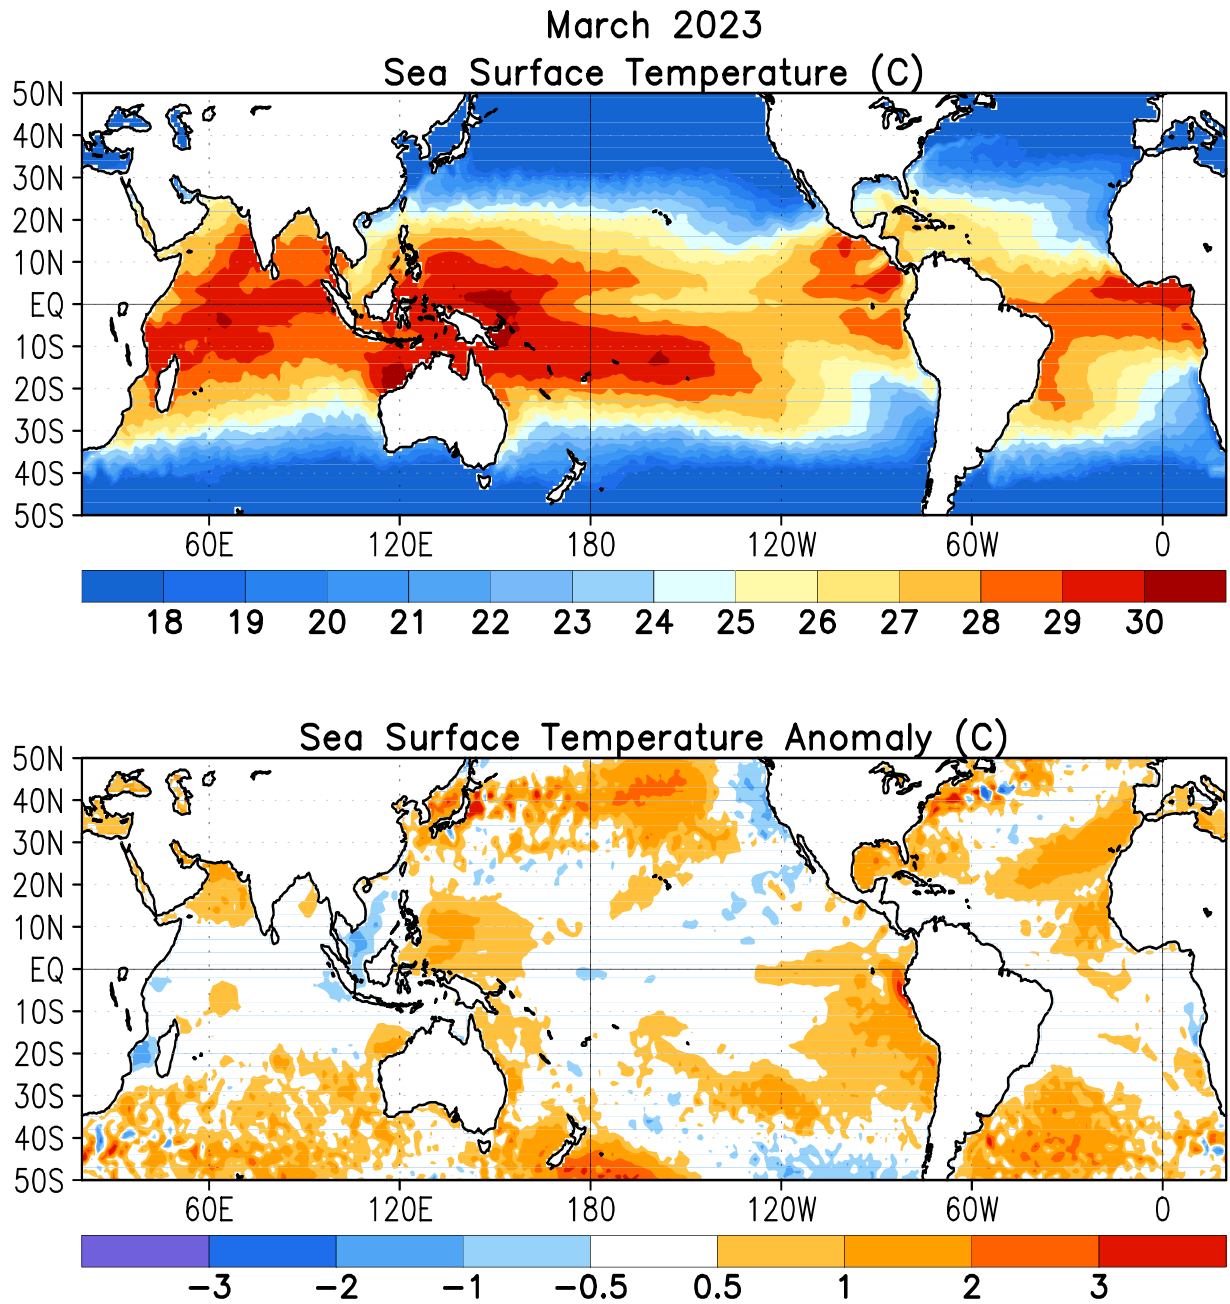 March 2023
Sea Surface Temperature (C)
50N
40N
30N
20N
10N
EQ
10S
20S
30S
40S
50S
60E 120E 180 120W 60W 0
18 19 20 21 22 23 24 25 26 27 28 29 30
Sea Surface Temperature Anomaly (C)
50N
40N
30N
20N
10N
EQ
10S
20S
30S
40S
50S
60E 120E 180 120W 60W 0
−3 −2 −1 −0.5 0.5 1 2 3